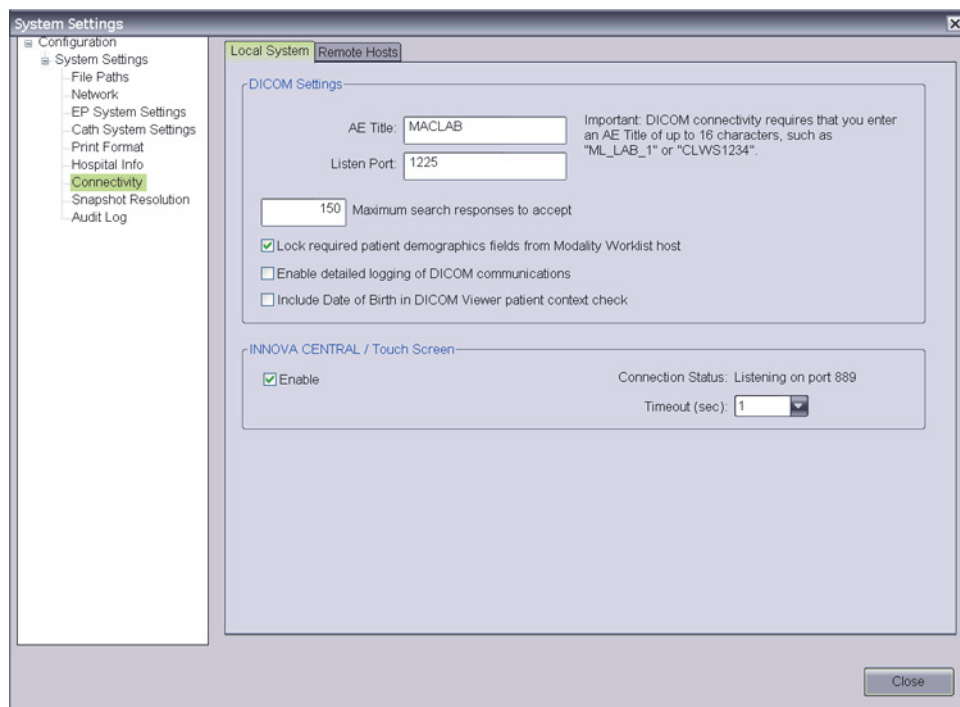 System Settings
Configuration
System Settings
File Paths
Network
EP System Settings
Cath System Settings
Print Format
Hospital Info
Connectivity
Snapshot Resolution
Audit Log
Local System
Remote Hosts
DICOM Settings
AE Title: MACLAB
Important: DICOM connectivity requires that you enter
an AE Title of up to 16 characters, such as
"ML_LAB_1" or "CLWS1234".
Listen Port: 1225
150 Maximum search responses to accept
Lock required patient demographics fields from Modality Worklist host
Enable detailed logging of DICOM communications
Include Date of Birth in DICOM Viewer patient context check
INNOVA CENTRAL / Touch Screen
Enable
Connection Status: Listening on port 889
Timeout (sec): 1
Close